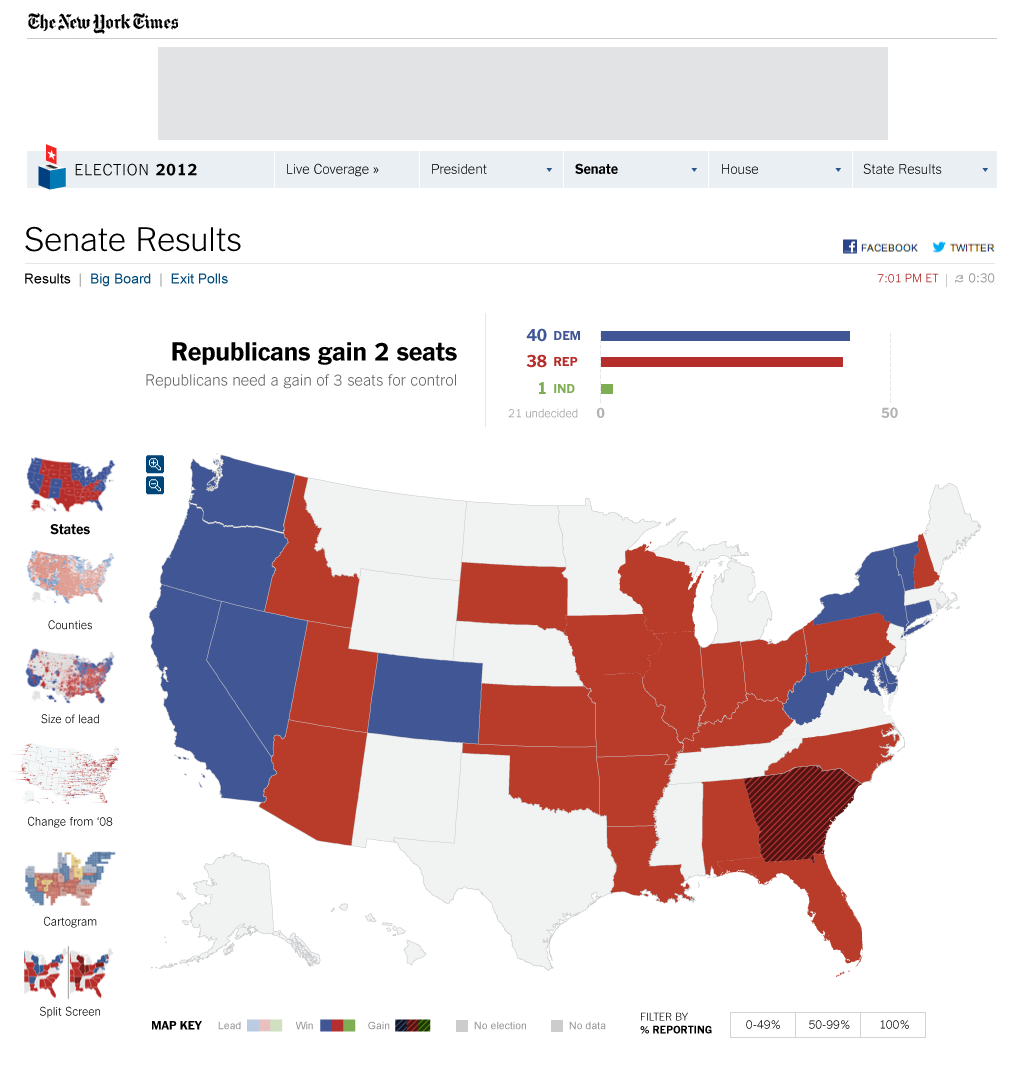 The New York Times
ELECTION 2012
Live Coverage »
President
Senate
House
State Results
Senate Results
FACEBOOK
TWITTER
Results | Big Board | Exit Polls
7:01 PM ET | 0:30
Republicans gain 2 seats
Republicans need a gain of 3 seats for control
40 DEM
38 REP
1 IND
21 undecided
0
50
States
Counties
Size of lead
Change from '08
Cartogram
Split Screen
MAP KEY
Lead
Win
Gain
No election
No data
FILTER BY
% REPORTING
0-49%
50-99%
100%